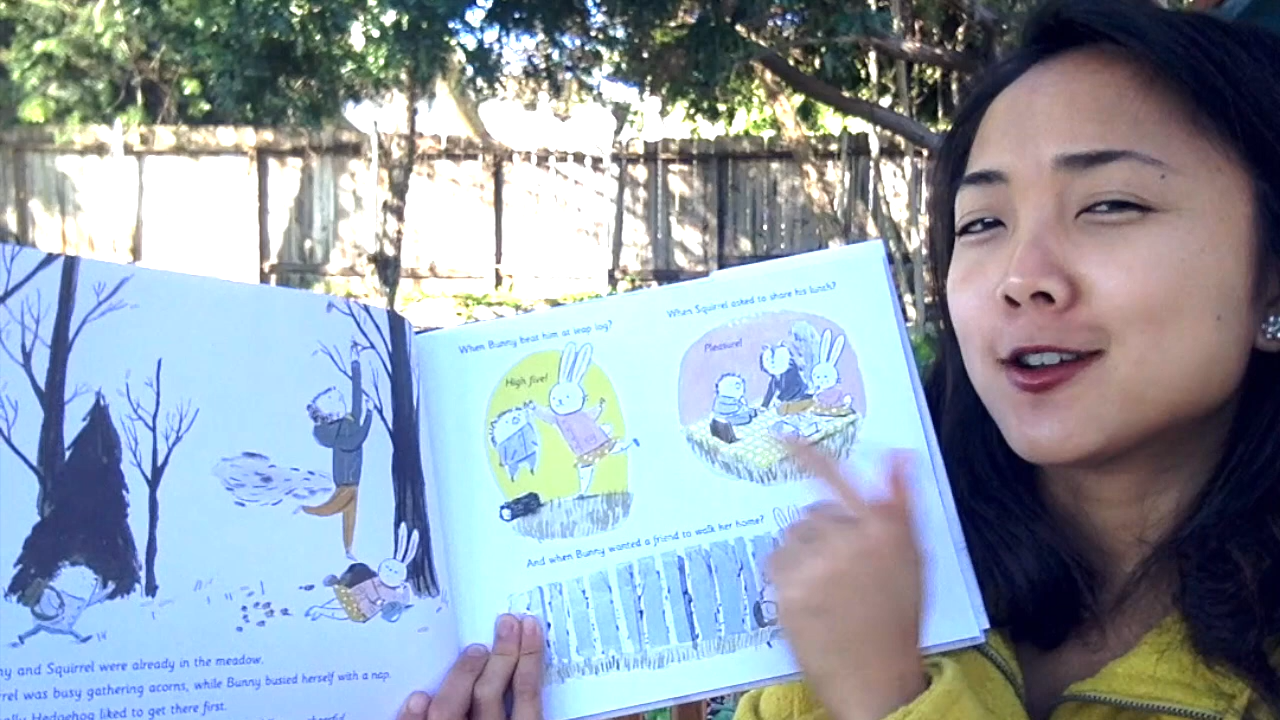 ny and Squirrel were already in the meadow.
rrel was busy gathering acorns, while Bunny busied herself with a nap.
ally Hedgehog liked to get there first.
cheerful
When Bunny beat him at leap log?
High five!
When Squirrel asked to share his lunch?
Pleasure!
And when Bunny wanted a friend to walk her home?